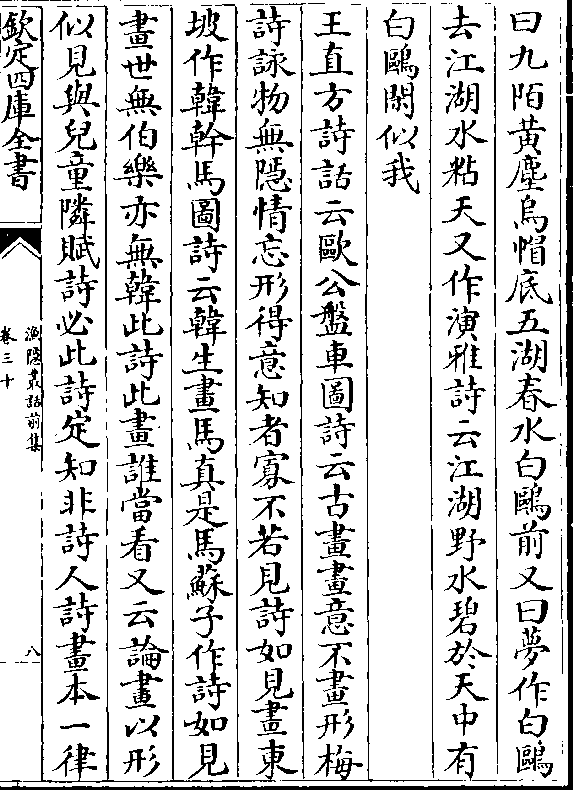 曰九陌黃塵烏帽底五湖春水白鷗前又曰夢作白鷗
去江湖水粘天又作演雅詩云江湖野水碧於天中有
白鷗閑似我
王直方詩話云歐公盤車圖詩云古畫畫意不畫形梅
詩詠物無隱情忘形得意知者寡不若見詩如見畫東
坡作韓幹馬圖詩云韓生畫馬真是馬蘇子作詩如見
畫世無伯樂亦無韓此詩此畫誰當看又云論畫以形
似見與兒童隣賦詩必此詩定知非詩人詩畫本一律
欽定四庫全書
漁隱叢話前集
卷三十
八